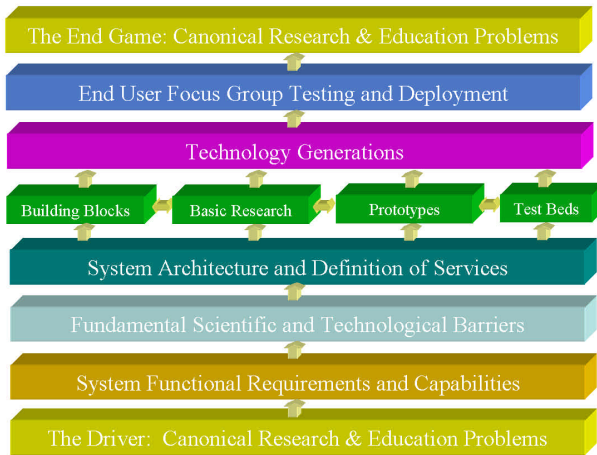 The End Game: Canonical Research & Education Problems
End User Focus Group Testing and Deployment
Technology Generations
Building Blocks
Basic Research
Prototypes
Test Beds
System Architecture and Definition of Services
Fundamental Scientific and Technological Barriers
System Functional Requirements and Capabilities
The Driver: Canonical Research & Education Problems